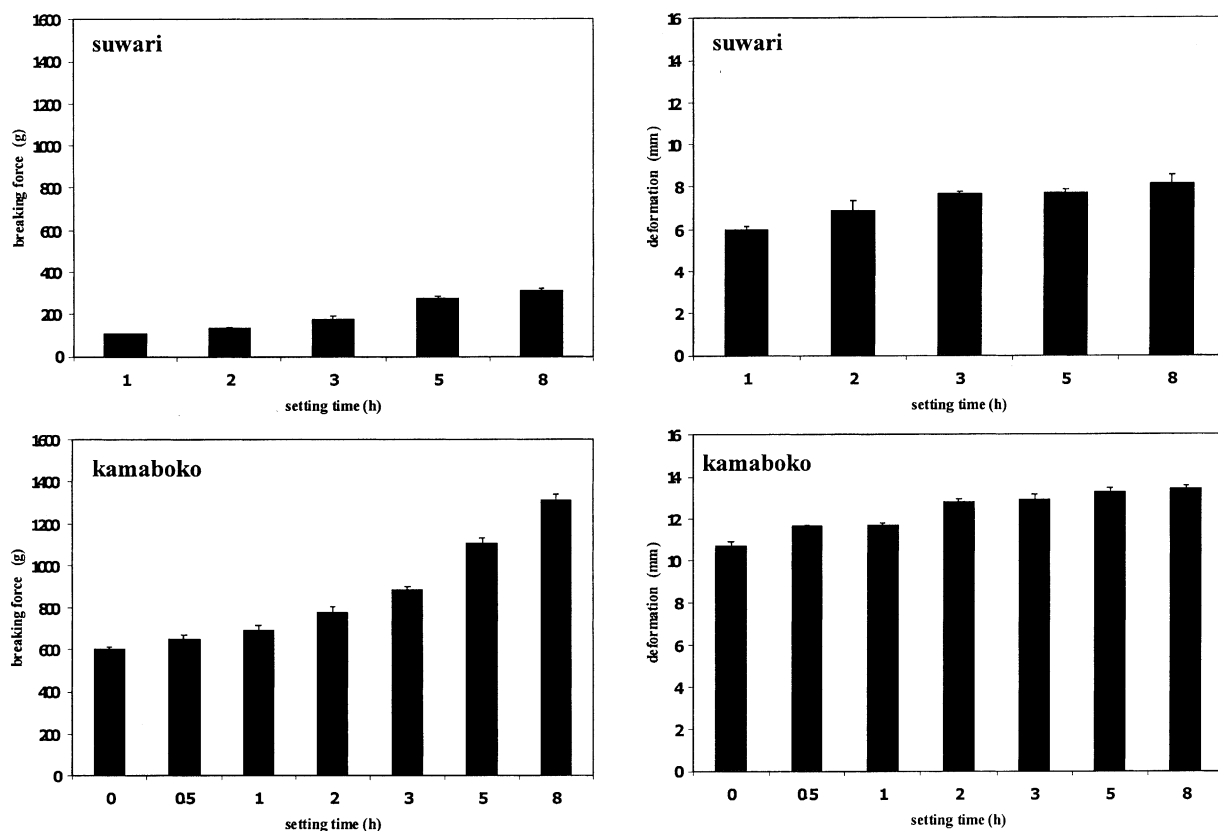 suwari
1600
1400
1200
1000
800
600
400
200
0
breaking force (g)
1 2 3 5 8
setting time (h)
suwari
16
14
12
10
8
6
4
2
0
deformation (mm)
1 2 3 5 8
setting time (h)
kamaboko
1600
1400
1200
1000
800
600
400
200
0
breaking force (g)
0 05 1 2 3 5 8
setting time (h)
kamaboko
16
14
12
10
8
6
4
2
0
deformation (mm)
0 05 1 2 3 5 8
setting time (h)